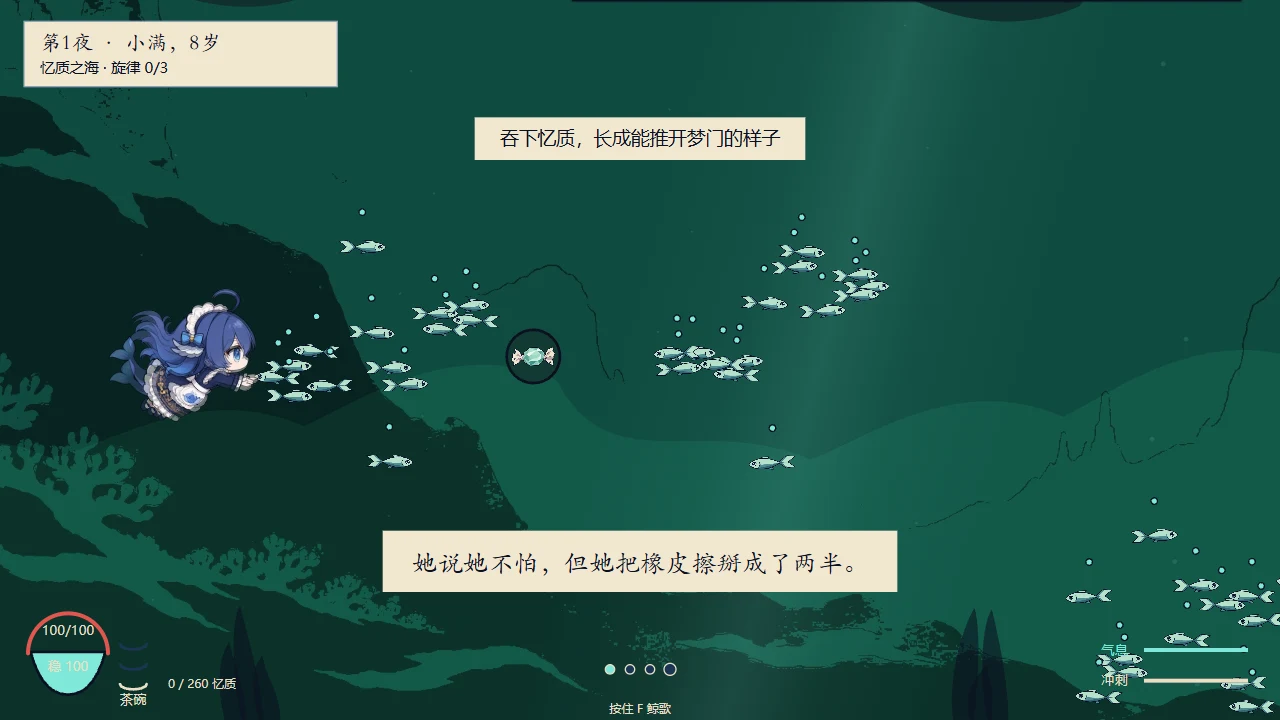 第1夜 · 小满，8岁
忆质之海 · 旋律 0/3
吞下忆质，长成能推开梦门的样子
她说她不怕，但她把橡皮擦掰成了两半。
100/100
稳 100
茶碗
0 / 260 忆质
按住 F 鲸歌
气息
冲刺